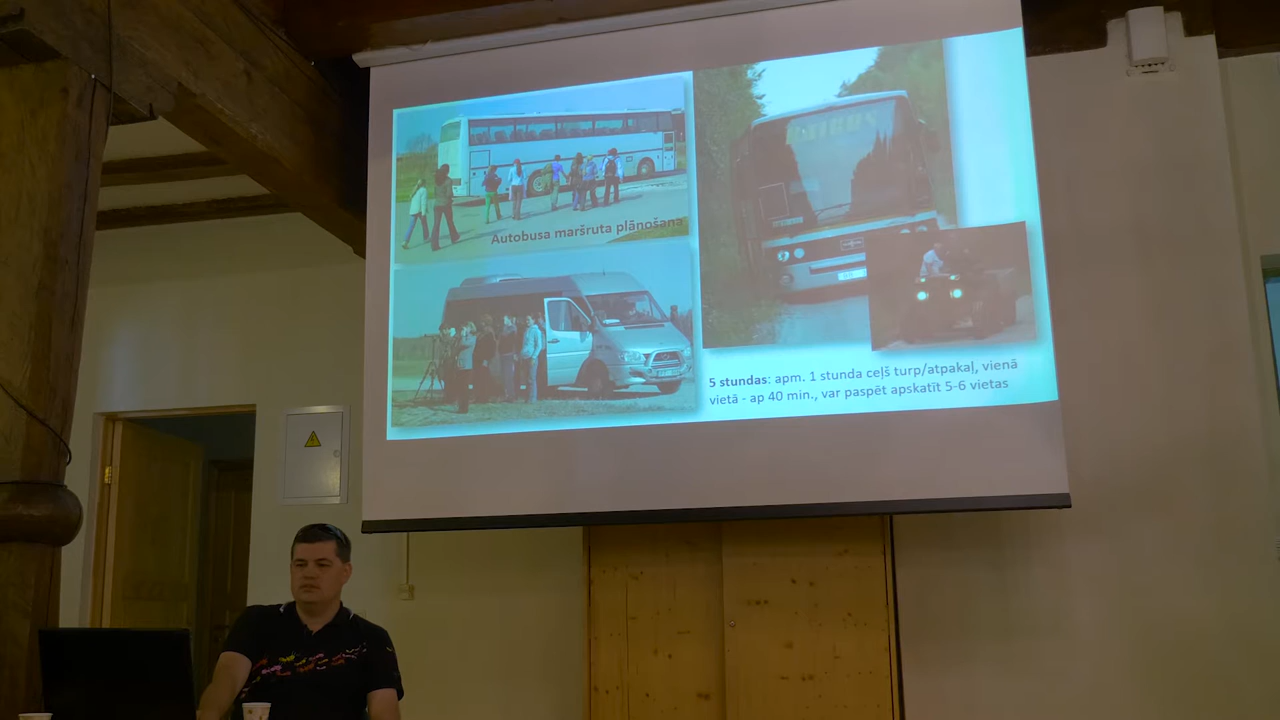 Autobusa maršruta plānošana
5 stundas: apm. 1 stunda ceļš turp/atpakaļ, vienā
vietā - ap 40 min., var paspēt apskatīt 5-6 vietas